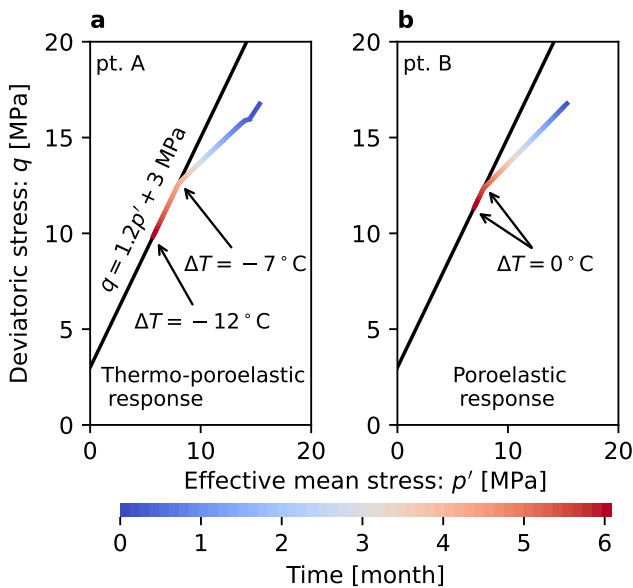 a
b
20
15
10
5
0
Deviatoric stress: q [MPa]
pt. A
q = 1.2p′ + 3 MPa
ΔT = −7°C
ΔT = −12°C
Thermo-poroelastic
response
0
10
20
20
15
10
5
0
pt. B
ΔT = 0°C
Poroelastic
response
0
10
20
Effective mean stress: p′ [MPa]
0
1
2
3
4
5
6
Time [month]